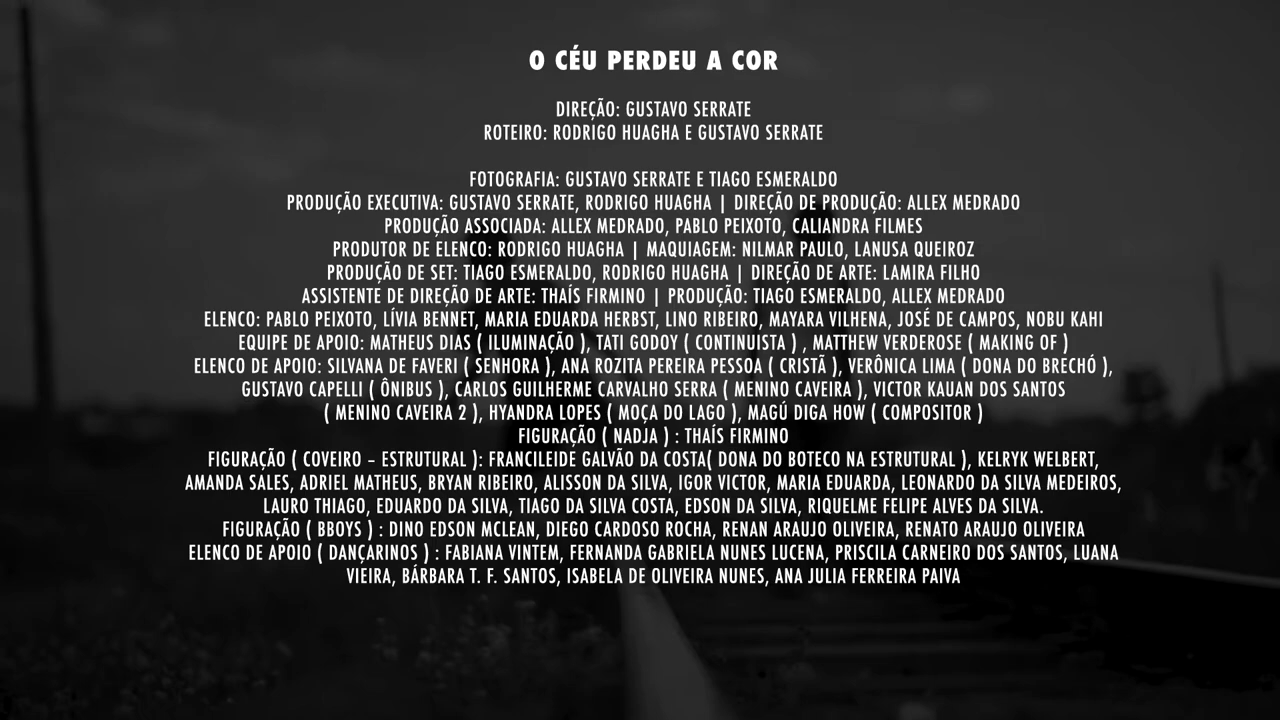 O CÉU PERDEU A COR
DIREÇÃO: GUSTAVO SERRATE
ROTEIRO: RODRIGO HUAGHA E GUSTAVO SERRATE
FOTOGRAFIA: GUSTAVO SERRATE E TIAGO ESMERALDO
PRODUÇÃO EXECUTIVA: GUSTAVO SERRATE, RODRIGO HUAGHA | DIREÇÃO DE PRODUÇÃO: ALLEX MEDRADO
PRODUÇÃO ASSOCIADA: ALLEX MEDRADO, PABLO PEIXOTO, CALIANDRA FILMES
PRODUTOR DE ELENCO: RODRIGO HUAGHA | MAQUIAGEM: NILMAR PAULO, LANUSA QUEIROZ
PRODUÇÃO DE SET: TIAGO ESMERALDO, RODRIGO HUAGHA | DIREÇÃO DE ARTE: LAMIRA FILHO
ASSISTENTE DE DIREÇÃO DE ARTE: THAÍS FIRMINO | PRODUÇÃO: TIAGO ESMERALDO, ALLEX MEDRADO
ELENCO: PABLO PEIXOTO, LÍVIA BENNET, MARIA EDUARDA HERBST, LINO RIBEIRO, MAYARA VILHENA, JOSÉ DE CAMPOS, NOBU KAHI
EQUIPE DE APOIO: MATHEUS DIAS ( ILUMINAÇÃO ), TATI GODOY ( CONTINUISTA ) , MATTHEW VERDEROSE ( MAKING OF )
ELENCO DE APOIO: SILVANA DE FAVERI ( SENHORA ), ANA ROZITA PEREIRA PESSOA ( CRISTÃ ), VERÔNICA LIMA ( DONA DO BRECHÓ ),
GUSTAVO CAPELLI ( ÔNIBUS ), CARLOS GUILHERME CARVALHO SERRA ( MENINO CAVEIRA ), VICTOR KAUAN DOS SANTOS
( MENINO CAVEIRA 2 ), HYANDRA LOPES ( MOÇA DO LAGO ), MAGÚ DIGA HOW ( COMPOSITOR )
FIGURAÇÃO ( NADJA ) : THAÍS FIRMINO
FIGURAÇÃO ( COVEIRO – ESTRUTURAL ): FRANCILEIDE GALVÃO DA COSTA( DONA DO BOTECO NA ESTRUTURAL ), KELRYK WELBERT,
AMANDA SALES, ADRIEL MATHEUS, BRYAN RIBEIRO, ALISSON DA SILVA, IGOR VICTOR, MARIA EDUARDA, LEONARDO DA SILVA MEDEIROS,
LAURO THIAGO, EDUARDO DA SILVA, TIAGO DA SILVA COSTA, EDSON DA SILVA, RIQUELME FELIPE ALVES DA SILVA.
FIGURAÇÃO ( BBOYS ) : DINO EDSON MCLEAN, DIEGO CARDOSO ROCHA, RENAN ARAUJO OLIVEIRA, RENATO ARAUJO OLIVEIRA
ELENCO DE APOIO ( DANÇARINOS ) : FABIANA VINTEM, FERNANDA GABRIELA NUNES LUCENA, PRISCILA CARNEIRO DOS SANTOS, LUANA
VIEIRA, BÁRBARA T. F. SANTOS, ISABELA DE OLIVEIRA NUNES, ANA JULIA FERREIRA PAIVA